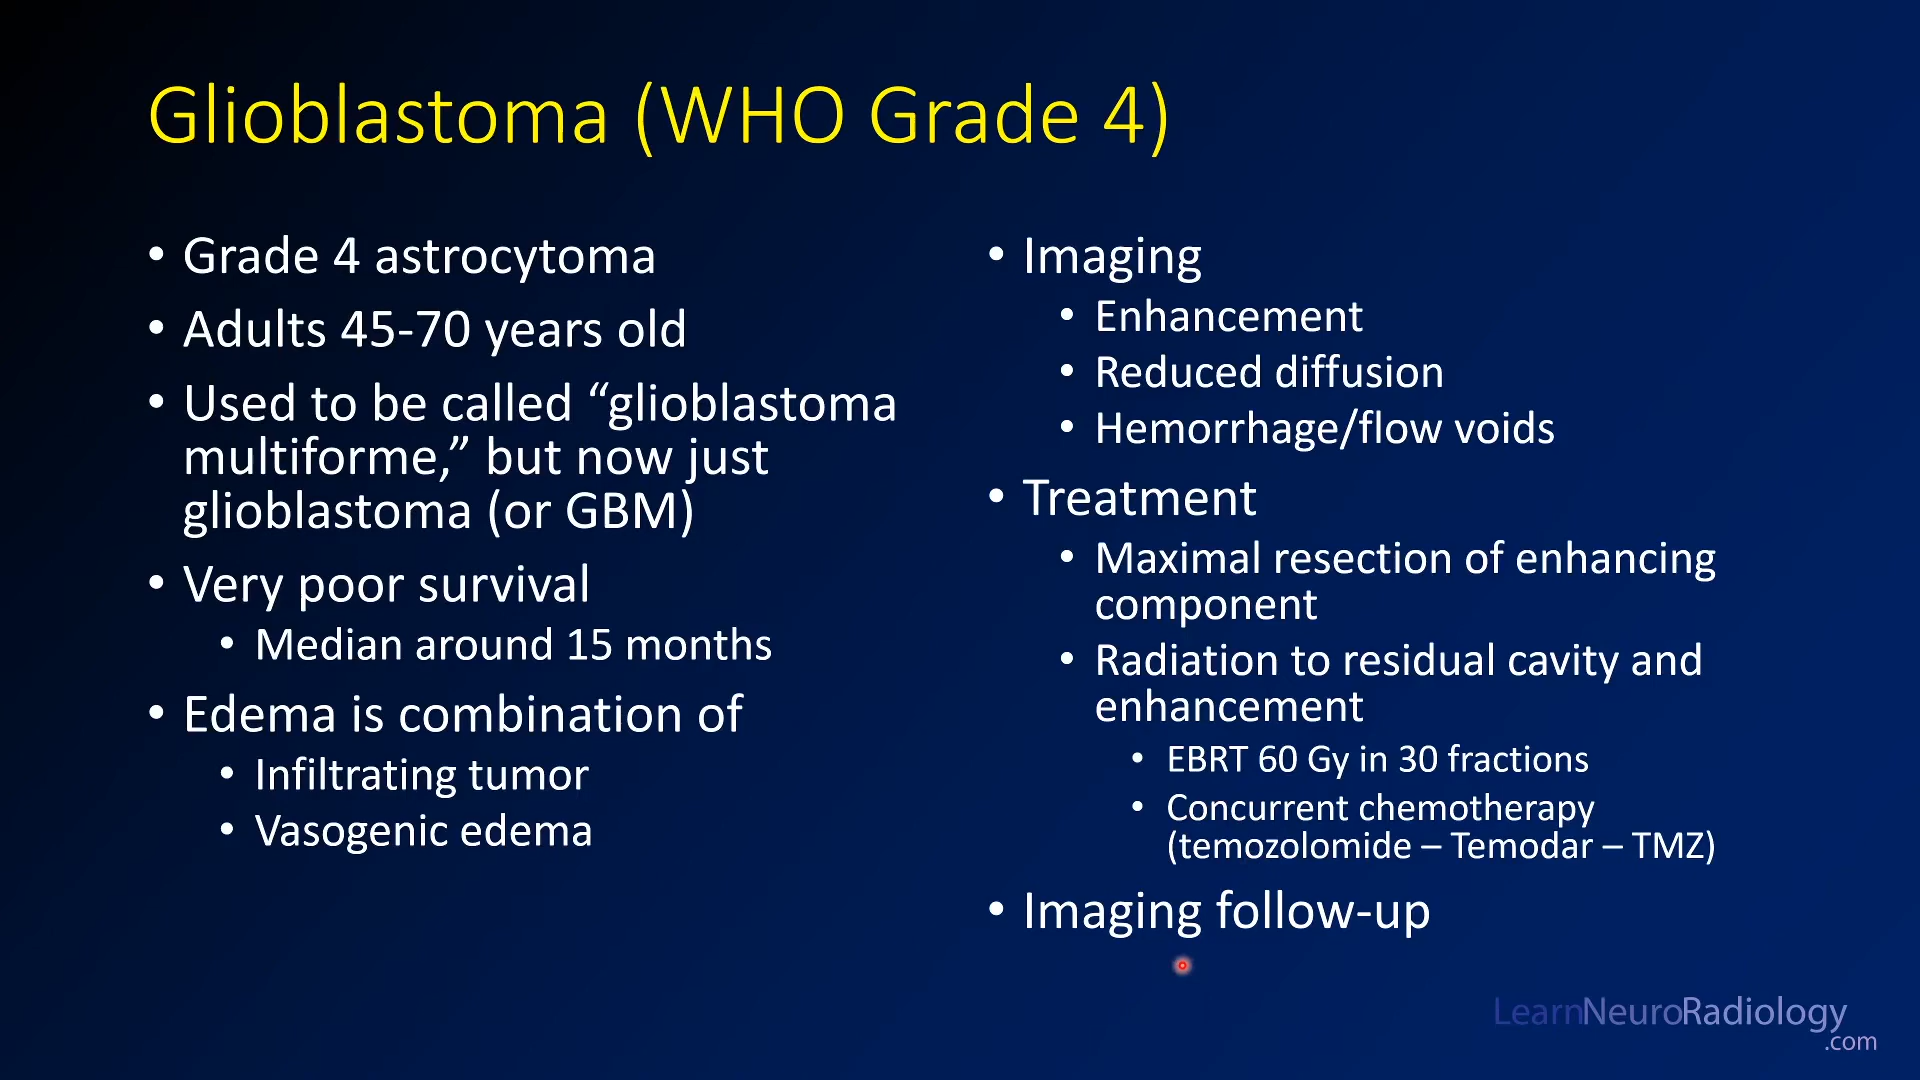 Glioblastoma (WHO Grade 4)
• Grade 4 astrocytoma
• Adults 45-70 years old
• Used to be called “glioblastoma
multiforme,” but now just
glioblastoma (or GBM)
• Very poor survival
• Median around 15 months
• Edema is combination of
• Infiltrating tumor
• Vasogenic edema
• Imaging
• Enhancement
• Reduced diffusion
• Hemorrhage/flow voids
• Treatment
• Maximal resection of enhancing
component
• Radiation to residual cavity and
enhancement
• EBRT 60 Gy in 30 fractions
• Concurrent chemotherapy
(temozolomide – Temodar – TMZ)
• Imaging follow-up
LearnNeuroRadiology
.com